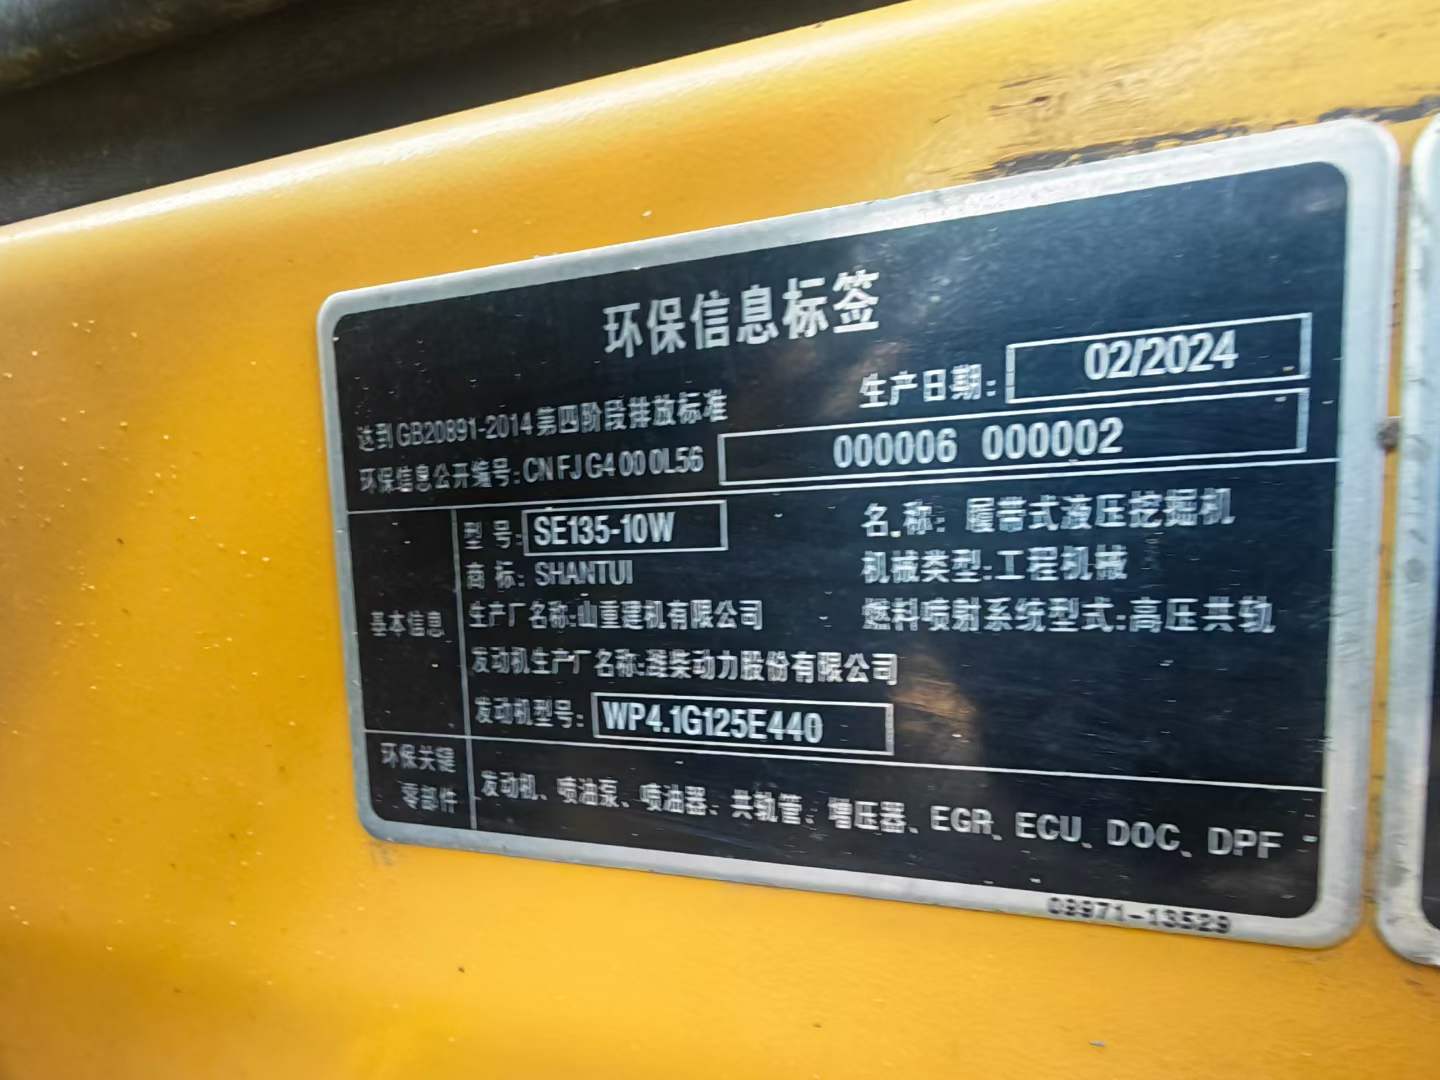 环保信息标签
生产日期: 02/2024
达到GB20891-2014第四阶段排放标准
环保信息公开编号:CN FJ G4 00 0L56 000006 000002
基本信息
型 号: SE135-10W
名 称: 履带式液压挖掘机
商 标: SHANTUI
机械类型:工程机械
生产厂名称:山重建机有限公司
燃料喷射系统型式:高压共轨
发动机生产厂名称:潍柴动力股份有限公司
发动机型号: WP4.1G125E440
环保关键
零部件
发动机、喷油泵、喷油器、共轨管、增压器、EGR、ECU、DOC、DPF
09971-13529